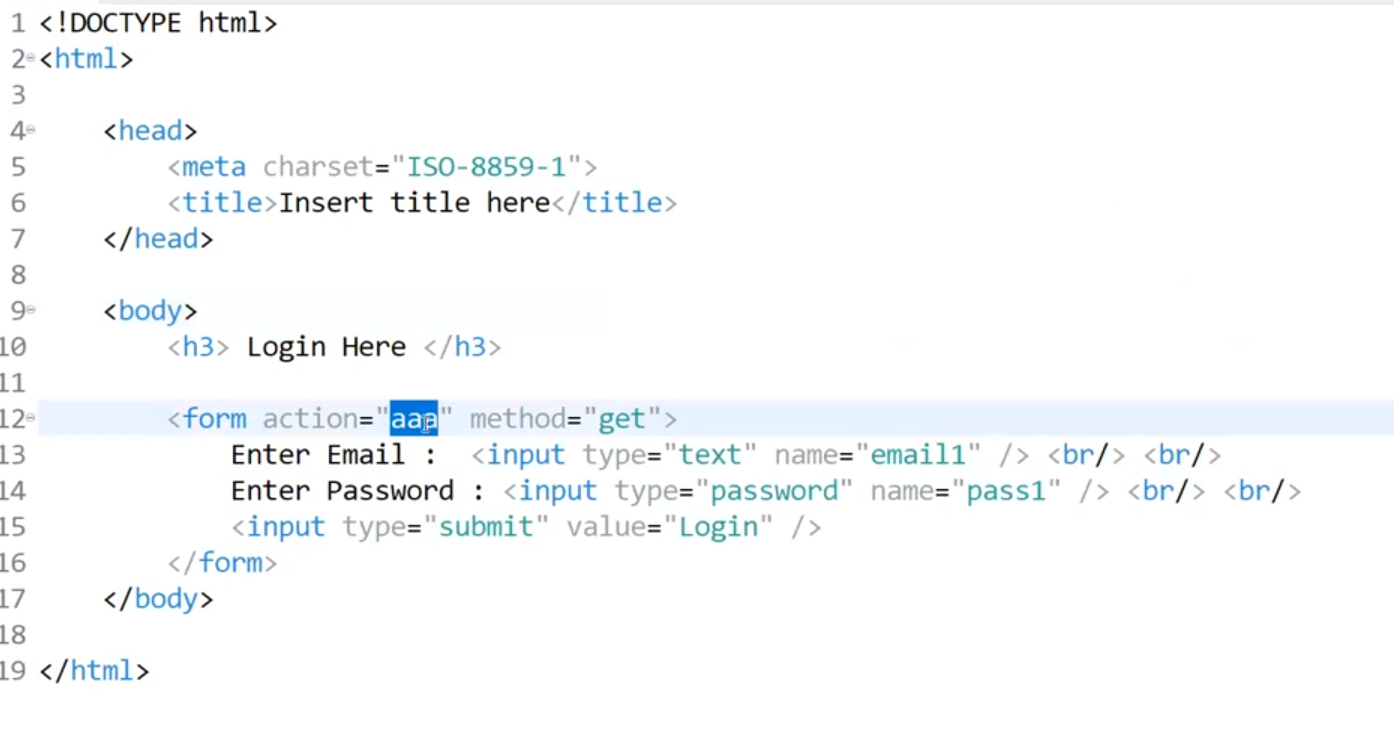 1 <!DOCTYPE html>
2 <html>
3
4 <head>
5 <meta charset="ISO-8859-1">
6 <title>Insert title here</title>
7 </head>
8
9 <body>
10 <h3> Login Here </h3>
11
12 <form action="aaa" method="get">
13 Enter Email :  <input type="text" name="email1" /> <br/> <br/>
14 Enter Password : <input type="password" name="pass1" /> <br/> <br/>
15 <input type="submit" value="Login" />
16 </form>
17 </body>
18
19 </html>